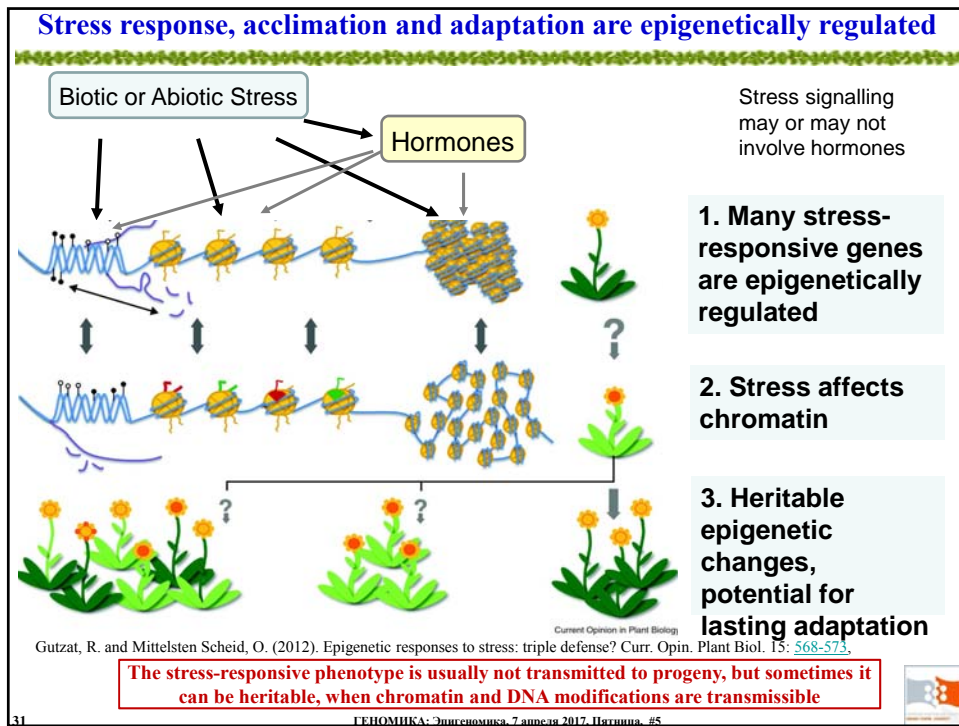 Stress response, acclimation and adaptation are epigenetically regulated
Biotic or Abiotic Stress
Hormones
Stress signalling
may or may not
involve hormones
1. Many stress-
responsive genes
are epigenetically
regulated
?
2. Stress affects
chromatin
?
?
3. Heritable
epigenetic
changes,
potential for
lasting adaptation
Current Opinion in Plant Biology
Gutzat, R. and Mittelsten Scheid, O. (2012). Epigenetic responses to stress: triple defense? Curr. Opin. Plant Biol. 15: 568-573,
The stress-responsive phenotype is usually not transmitted to progeny, but sometimes it
can be heritable, when chromatin and DNA modifications are transmissible
31
ГЕНОМИКА: Эпигеномика, 7 апреля 2017, Пятница, #5